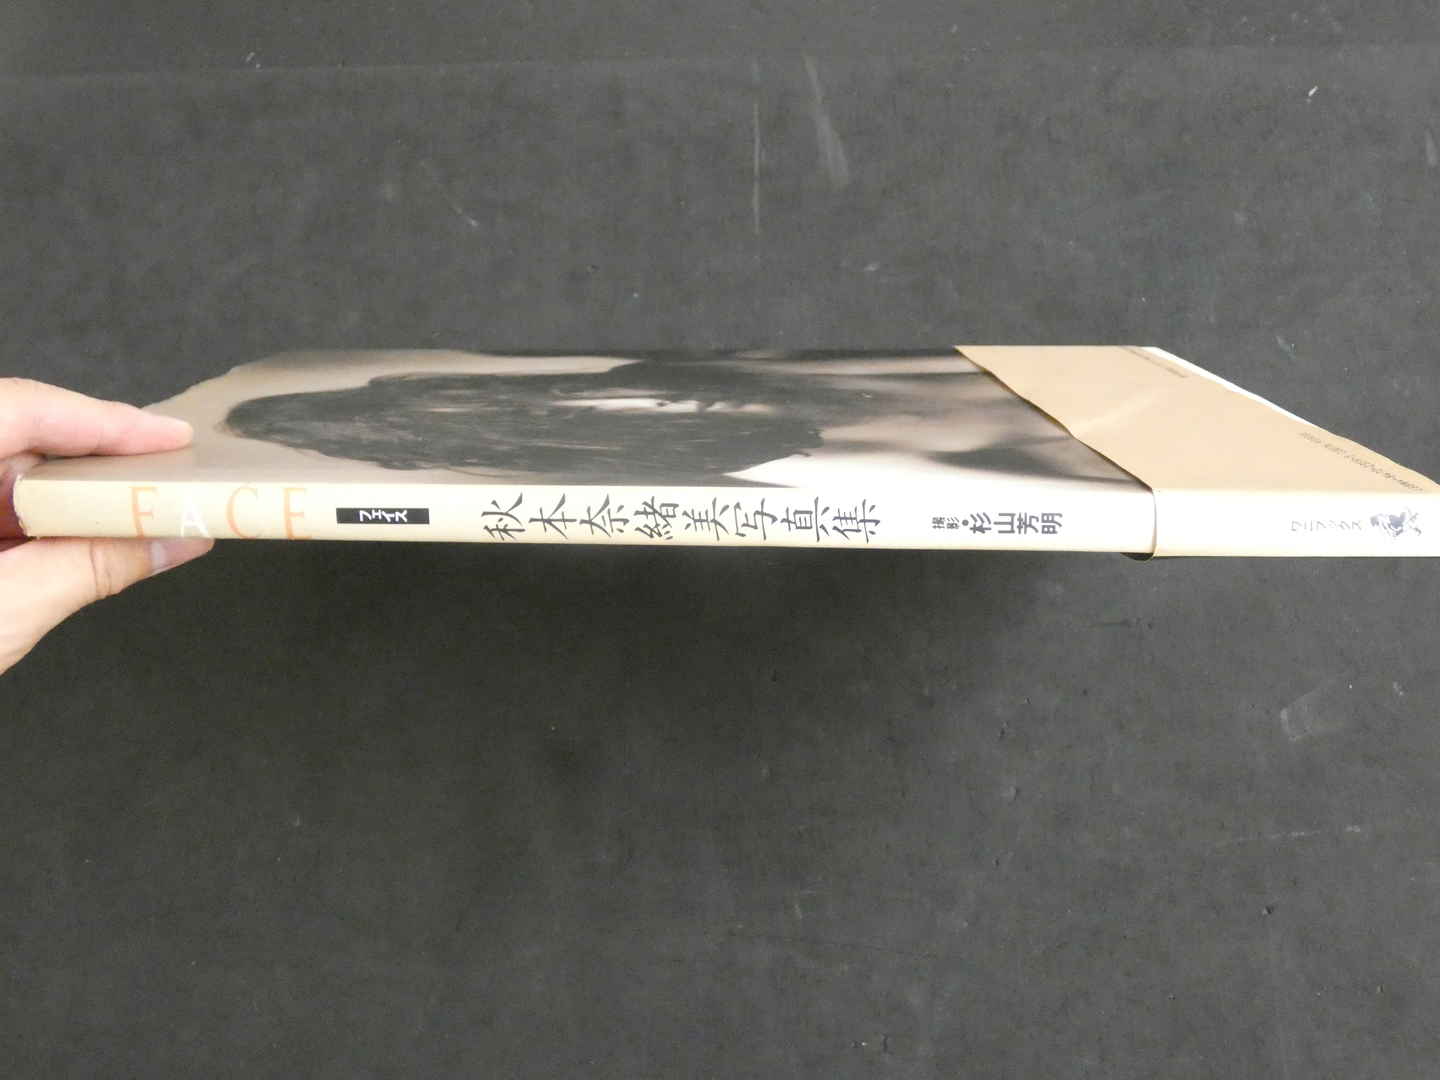 FACE
フェイス
秋本奈緒美写真集
撮影・杉山芳明
ワニブックス